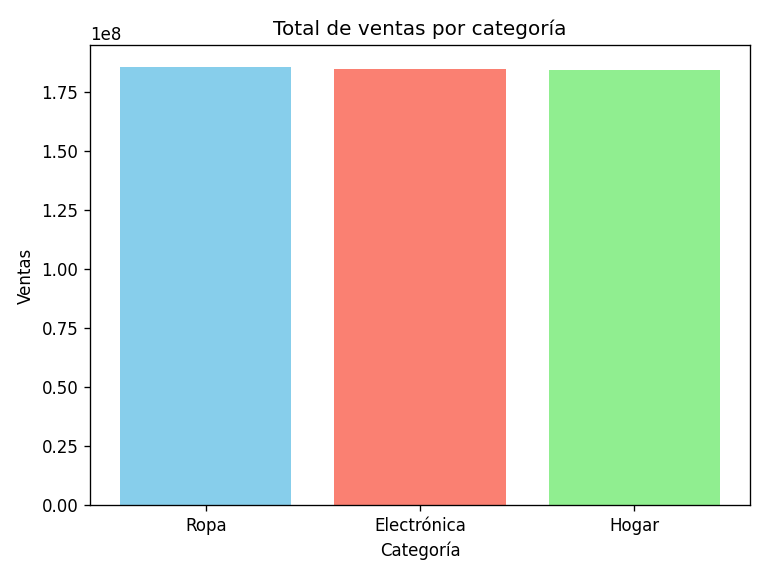 Total de ventas por categoría
1e8
1.75
1.50
1.25
1.00
0.75
0.50
0.25
0.00
Ventas
Ropa
Electrónica
Hogar
Categoría